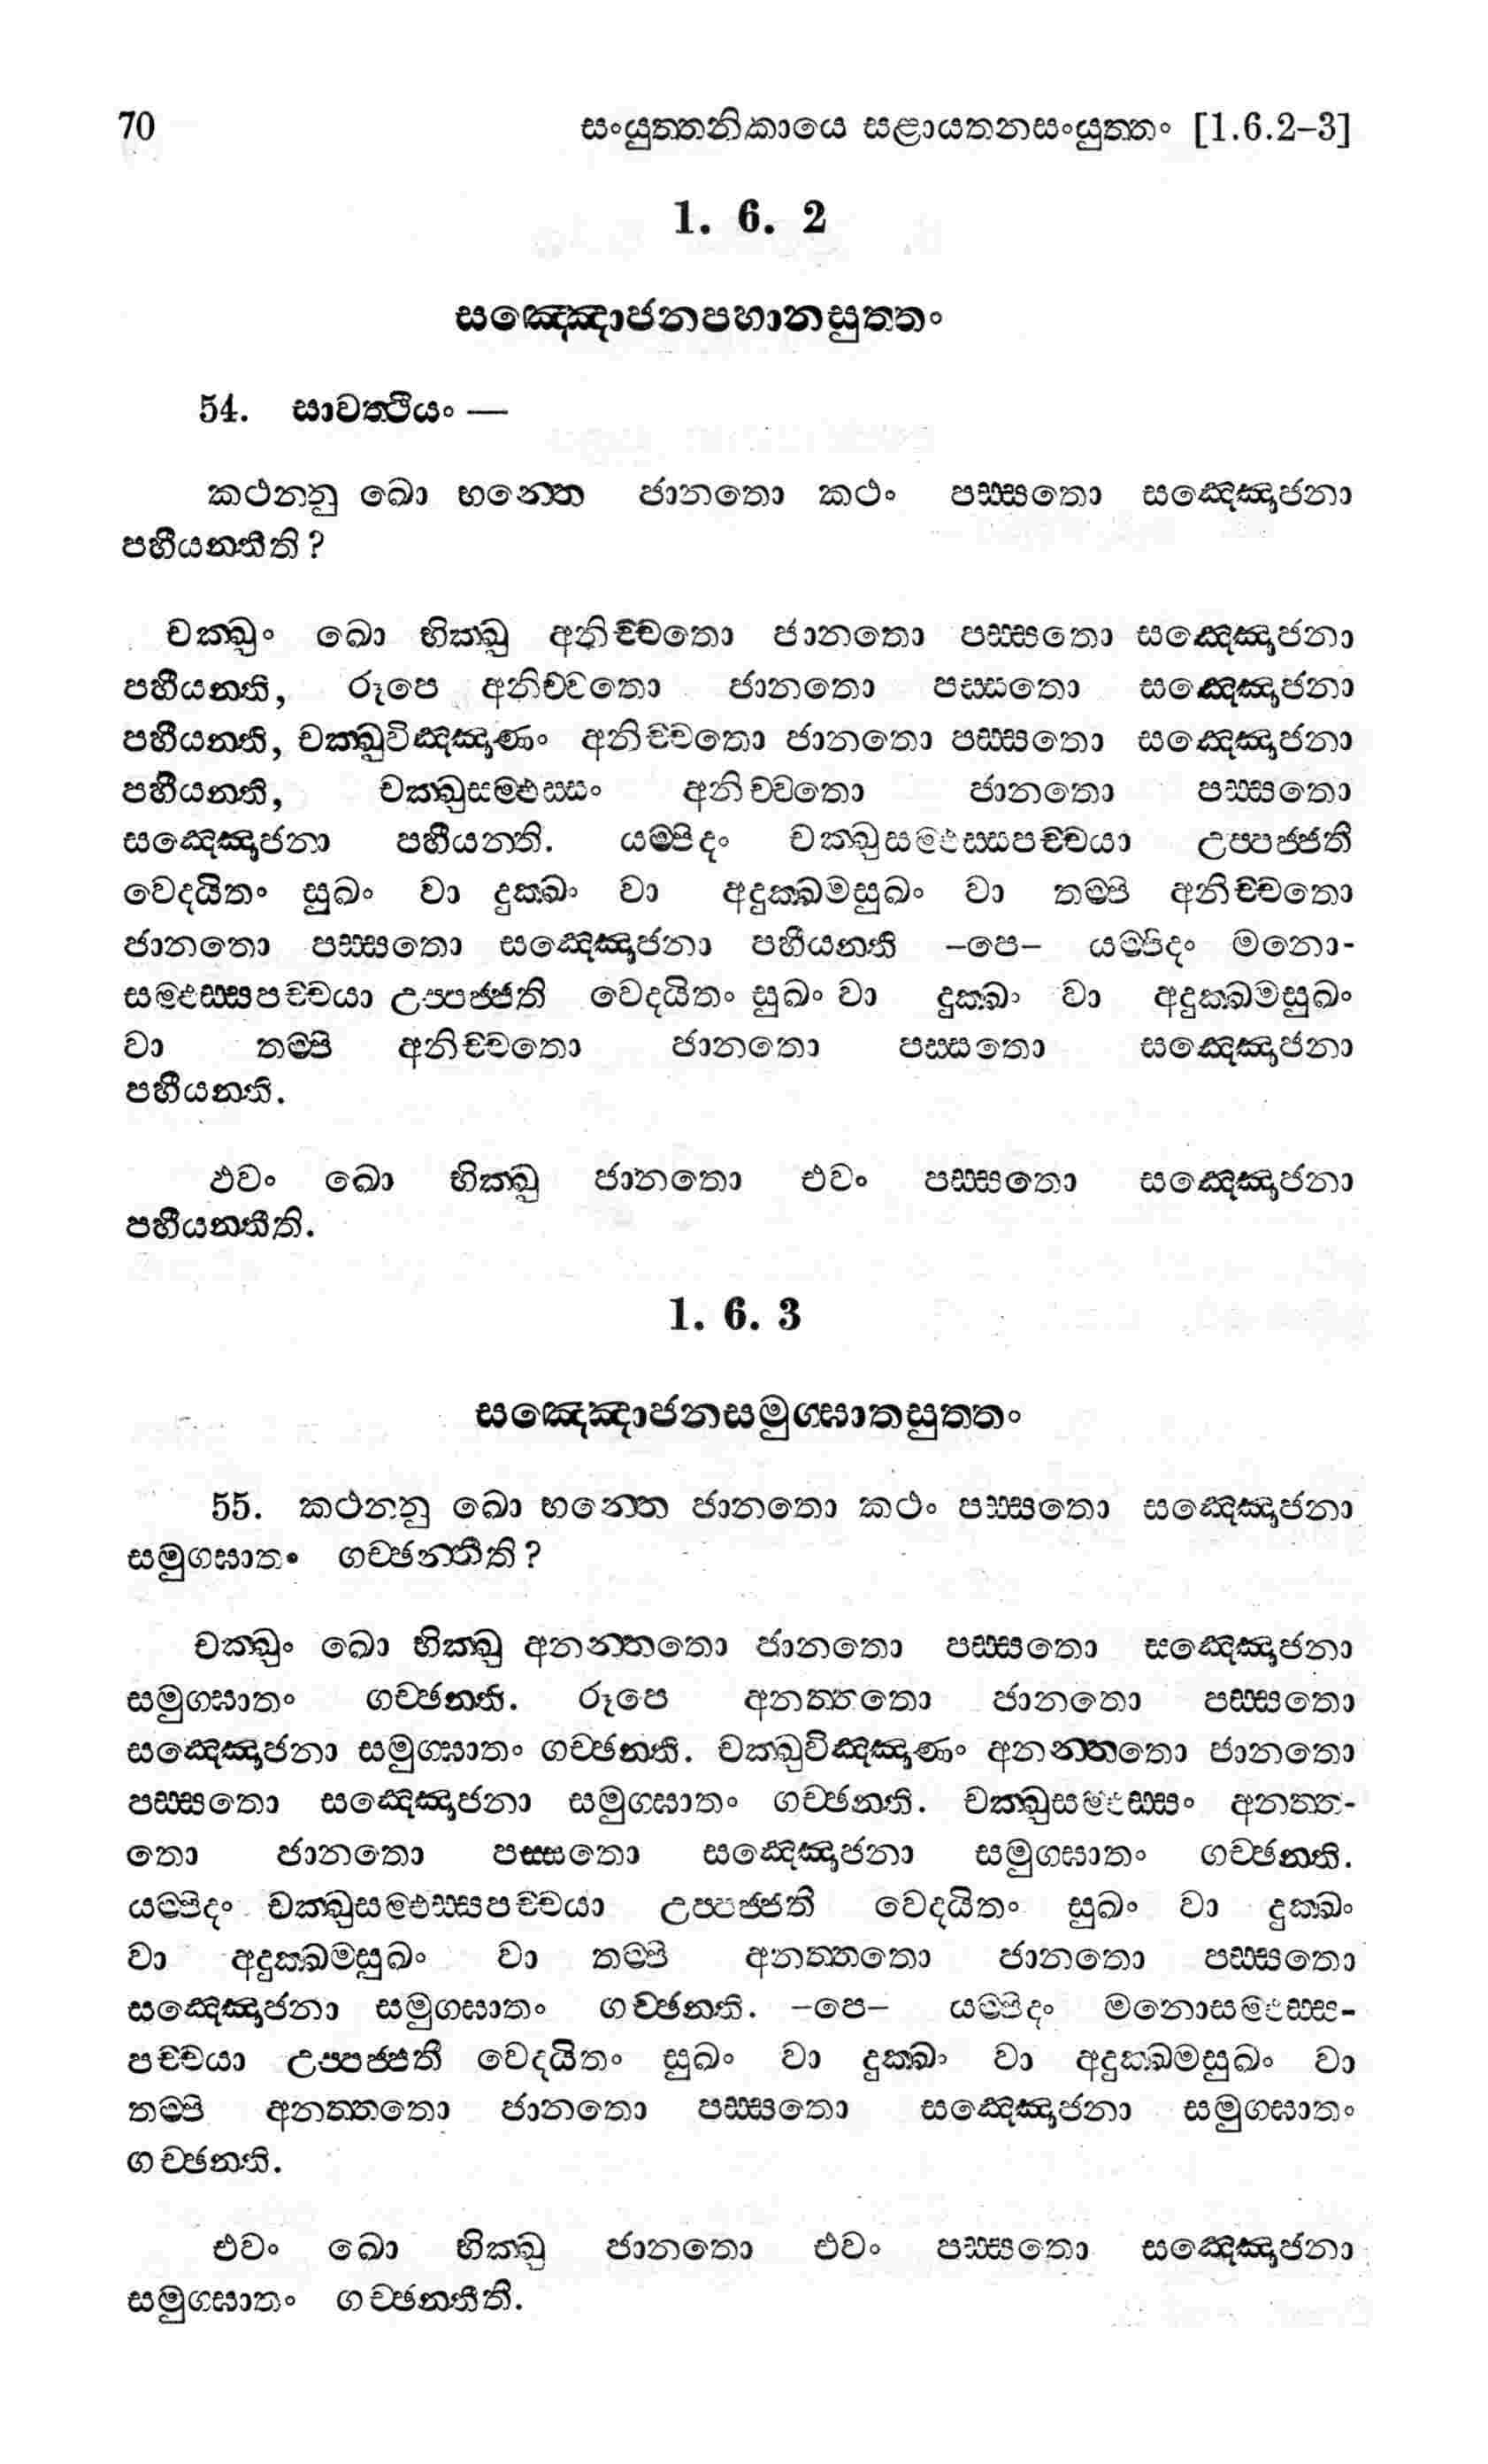 70 සංයුත්තනිකායෙ සළායතනසංයුත්තං [1.6.2–3]
1. 6. 2
සඤ්ඤොජනපහානසුත්තං
54. සාවත්ථියං —
කථන්නු ඛො භන්තෙ ජානතො කථං පස්සතො සඤ්ඤොජනා
පහීයන්තීති?
චක්ඛුං ඛො භික්ඛු අනිච්චතො ජානතො පස්සතො සඤ්ඤොජනා
පහීයන්ති, රූපෙ අනිච්චතො ජානතො පස්සතො සඤ්ඤොජනා
පහීයන්ති, චක්ඛුවිඤ්ඤාණං අනිච්චතො ජානතො පස්සතො සඤ්ඤොජනා
පහීයන්ති, චක්ඛුසම්ඵස්සං අනිච්චතො ජානතො පස්සතො
සඤ්ඤොජනා පහීයන්ති. යම්පිදං චක්ඛුසම්ඵස්සපච්චයා උප්පජ්ජති
වෙදයිතං සුඛං වා දුක්ඛං වා අදුක්ඛමසුඛං වා තම්පි අනිච්චතො
ජානතො පස්සතො සඤ්ඤොජනා පහීයන්ති –පෙ– යම්පිදං මනො-
සම්ඵස්සපච්චයා උප්පජ්ජති වෙදයිතං සුඛං වා දුක්ඛං වා අදුක්ඛමසුඛං
වා තම්පි අනිච්චතො ජානතො පස්සතො සඤ්ඤොජනා
පහීයන්ති.
එවං ඛො භික්ඛු ජානතො එවං පස්සතො සඤ්ඤොජනා
පහීයන්තීති.
1. 6. 3
සඤ්ඤොජනසමුග්ඝාතසුත්තං
55. කථන්නු ඛො භන්තෙ ජානතො කථං පස්සතො සඤ්ඤොජනා
සමුග්ඝාතං ගච්ඡන්තීති?
චක්ඛුං ඛො භික්ඛු අනන්තතො ජානතො පස්සතො සඤ්ඤොජනා
සමුග්ඝාතං ගච්ඡන්ති. රූපෙ අනත්තතො ජානතො පස්සතො
සඤ්ඤොජනා සමුග්ඝාතං ගච්ඡන්ති. චක්ඛුවිඤ්ඤාණං අනන්තතො ජානතො
පස්සතො සඤ්ඤොජනා සමුග්ඝාතං ගච්ඡන්ති. චක්ඛුසම්ඵස්සං අනත්ත-
තො ජානතො පස්සතො සඤ්ඤොජනා සමුග්ඝාතං ගච්ඡන්ති.
යම්පිදං චක්ඛුසම්ඵස්සපච්චයා උප්පජ්ජති වෙදයිතං සුඛං වා දුක්ඛං
වා අදුක්ඛමසුඛං වා තම්පි අනත්තතො ජානතො පස්සතො
සඤ්ඤොජනා සමුග්ඝාතං ගච්ඡන්ති. –පෙ– යම්පිදං මනොසම්ඵස්ස-
පච්චයා උප්පජ්ජති වෙදයිතං සුඛං වා දුක්ඛං වා අදුක්ඛමසුඛං වා
තම්පි අනත්තතො ජානතො පස්සතො සඤ්ඤොජනා සමුග්ඝාතං
ගච්ඡන්ති.
එවං ඛො භික්ඛු ජානතො එවං පස්සතො සඤ්ඤොජනා
සමුග්ඝාතං ගච්ඡන්තීති.